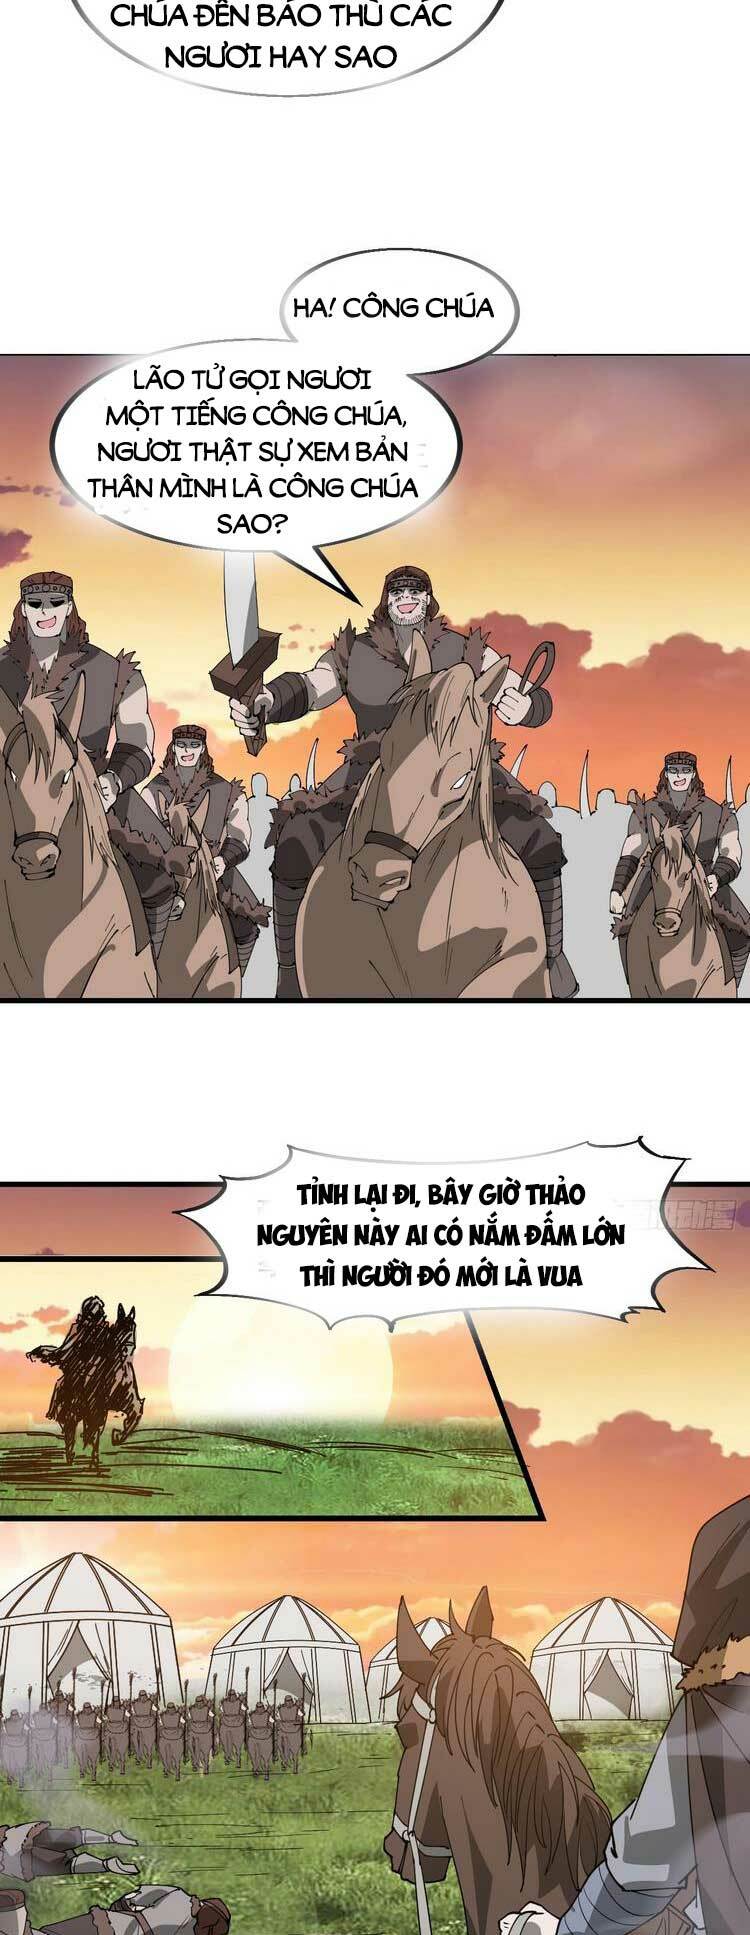 CHÚA ĐẾN BÁO THÙ CÁC
NGƯƠI HAY SAO
HA! CÔNG CHÚA
LÃO TỬ GỌI NGƯƠI
MỘT TIẾNG CÔNG CHÚA,
NGƯƠI THẬT SỰ XEM BẢN
THÂN MÌNH LÀ CÔNG CHÚA
SAO?
TỈNH LẠI ĐI, BÂY GIỜ THẢO
NGUYÊN NÀY AI CÓ NẮM ĐẤM LỚN
THÌ NGƯỜI ĐÓ MỚI LÀ VUA